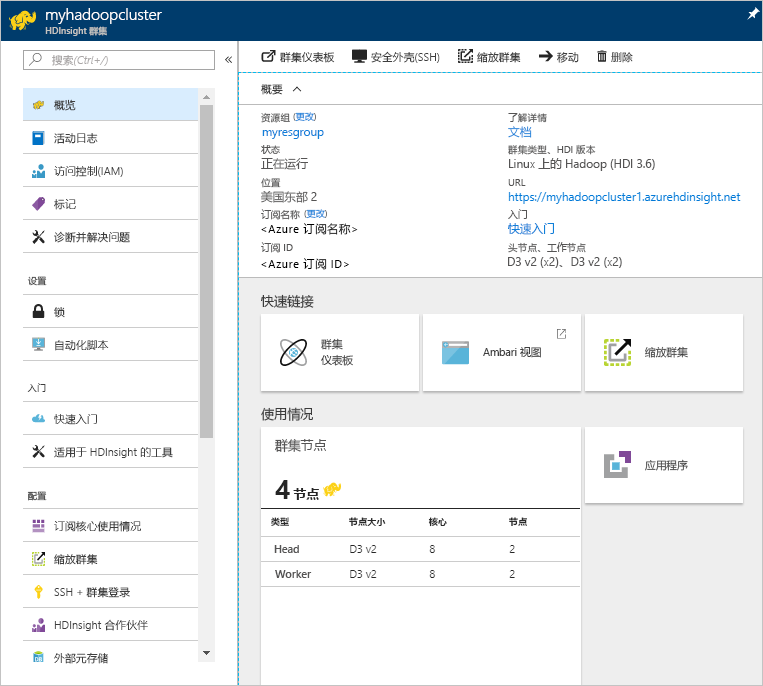 myhadoopcluster
HDInsight 群集
搜索(Ctrl+/)
概览
活动日志
访问控制(IAM)
标记
诊断并解决问题
设置
锁
自动化脚本
入门
快速入门
适用于 HDInsight 的工具
配置
订阅核心使用情况
缩放群集
SSH + 群集登录
HDInsight 合作伙伴
外部元存储
群集仪表板
安全外壳(SSH)
缩放群集
移动
删除
概要
资源组 (更改)
myresgroup
状态
正在运行
位置
美国东部 2
订阅名称 (更改)
<Azure 订阅名称>
订阅 ID
<Azure 订阅 ID>
了解详情
文档
群集类型、HDI 版本
Linux 上的 Hadoop (HDI 3.6)
URL
https://myhadoopcluster1.azurehdinsight.net
入门
快速入门
头节点、工作节点
D3 v2 (x2)、D3 v2 (x2)
快速链接
群集
仪表板
Ambari 视图
缩放群集
使用情况
群集节点
4 节点
类型 节点大小 核心 节点
Head D3 v2 8 2
Worker D3 v2 8 2
应用程序